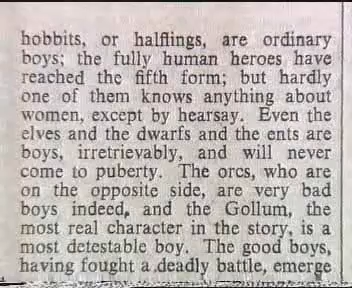 hobbits, or halflings, are ordinary
boys; the fully human heroes have
reached the fifth form; but hardly
one of them knows anything about
women, except by hearsay. Even the
elves and the dwarfs and the ents are
boys, irretrievably, and will never
come to puberty. The orcs, who are
on the opposite side, are very bad
boys indeed, and the Gollum, the
most real character in the story, is a
most detestable boy. The good boys,
having fought a deadly battle, emerge